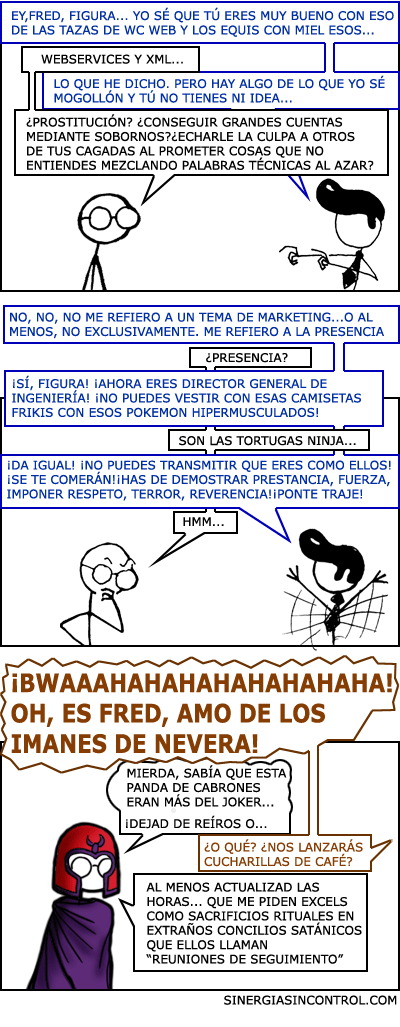 EY,FRED, FIGURA... YO SÉ QUE TÚ ERES MUY BUENO CON ESO
DE LAS TAZAS DE WC WEB Y LOS EQUIS CON MIEL ESOS...
WEBSERVICES Y XML...
LO QUE HE DICHO. PERO HAY ALGO DE LO QUE YO SÉ
MOGOLLÓN Y TÚ NO TIENES NI IDEA...
¿PROSTITUCIÓN? ¿CONSEGUIR GRANDES CUENTAS
MEDIANTE SOBORNOS?¿ECHARLE LA CULPA A OTROS
DE TUS CAGADAS AL PROMETER COSAS QUE NO
ENTIENDES MEZCLANDO PALABRAS TÉCNICAS AL AZAR?
NO, NO, NO ME REFIERO A UN TEMA DE MARKETING...O AL
MENOS, NO EXCLUSIVAMENTE. ME REFIERO A LA PRESENCIA
¿PRESENCIA?
¡SÍ, FIGURA! ¡AHORA ERES DIRECTOR GENERAL DE
INGENIERÍA! ¡NO PUEDES VESTIR CON ESAS CAMISETAS
FRIKIS CON ESOS POKEMON HIPERMUSCULADOS!
SON LAS TORTUGAS NINJA...
¡DA IGUAL! ¡NO PUEDES TRANSMITIR QUE ERES COMO ELLOS!
¡SE TE COMERÁN!¡HAS DE DEMOSTRAR PRESTANCIA, FUERZA,
IMPONER RESPETO, TERROR, REVERENCIA!¡PONTE TRAJE!
HMM...
¡BWAAAHAHAHAHAHAHAHA!
OH, ES FRED, AMO DE LOS
IMANES DE NEVERA!
MIERDA, SABÍA QUE ESTA
PANDA DE CABRONES
ERAN MÁS DEL JOKER...
¡DEJAD DE REÍROS O...
¿O QUÉ? ¿NOS LANZARÁS
CUCHARILLAS DE CAFÉ?
AL MENOS ACTUALIZAD LAS
HORAS... QUE ME PIDEN EXCELS
COMO SACRIFICIOS RITUALES EN
EXTRAÑOS CONCILIOS SATÁNICOS
QUE ELLOS LLAMAN
"REUNIONES DE SEGUIMIENTO"
SINERGIASINCONTROL.COM